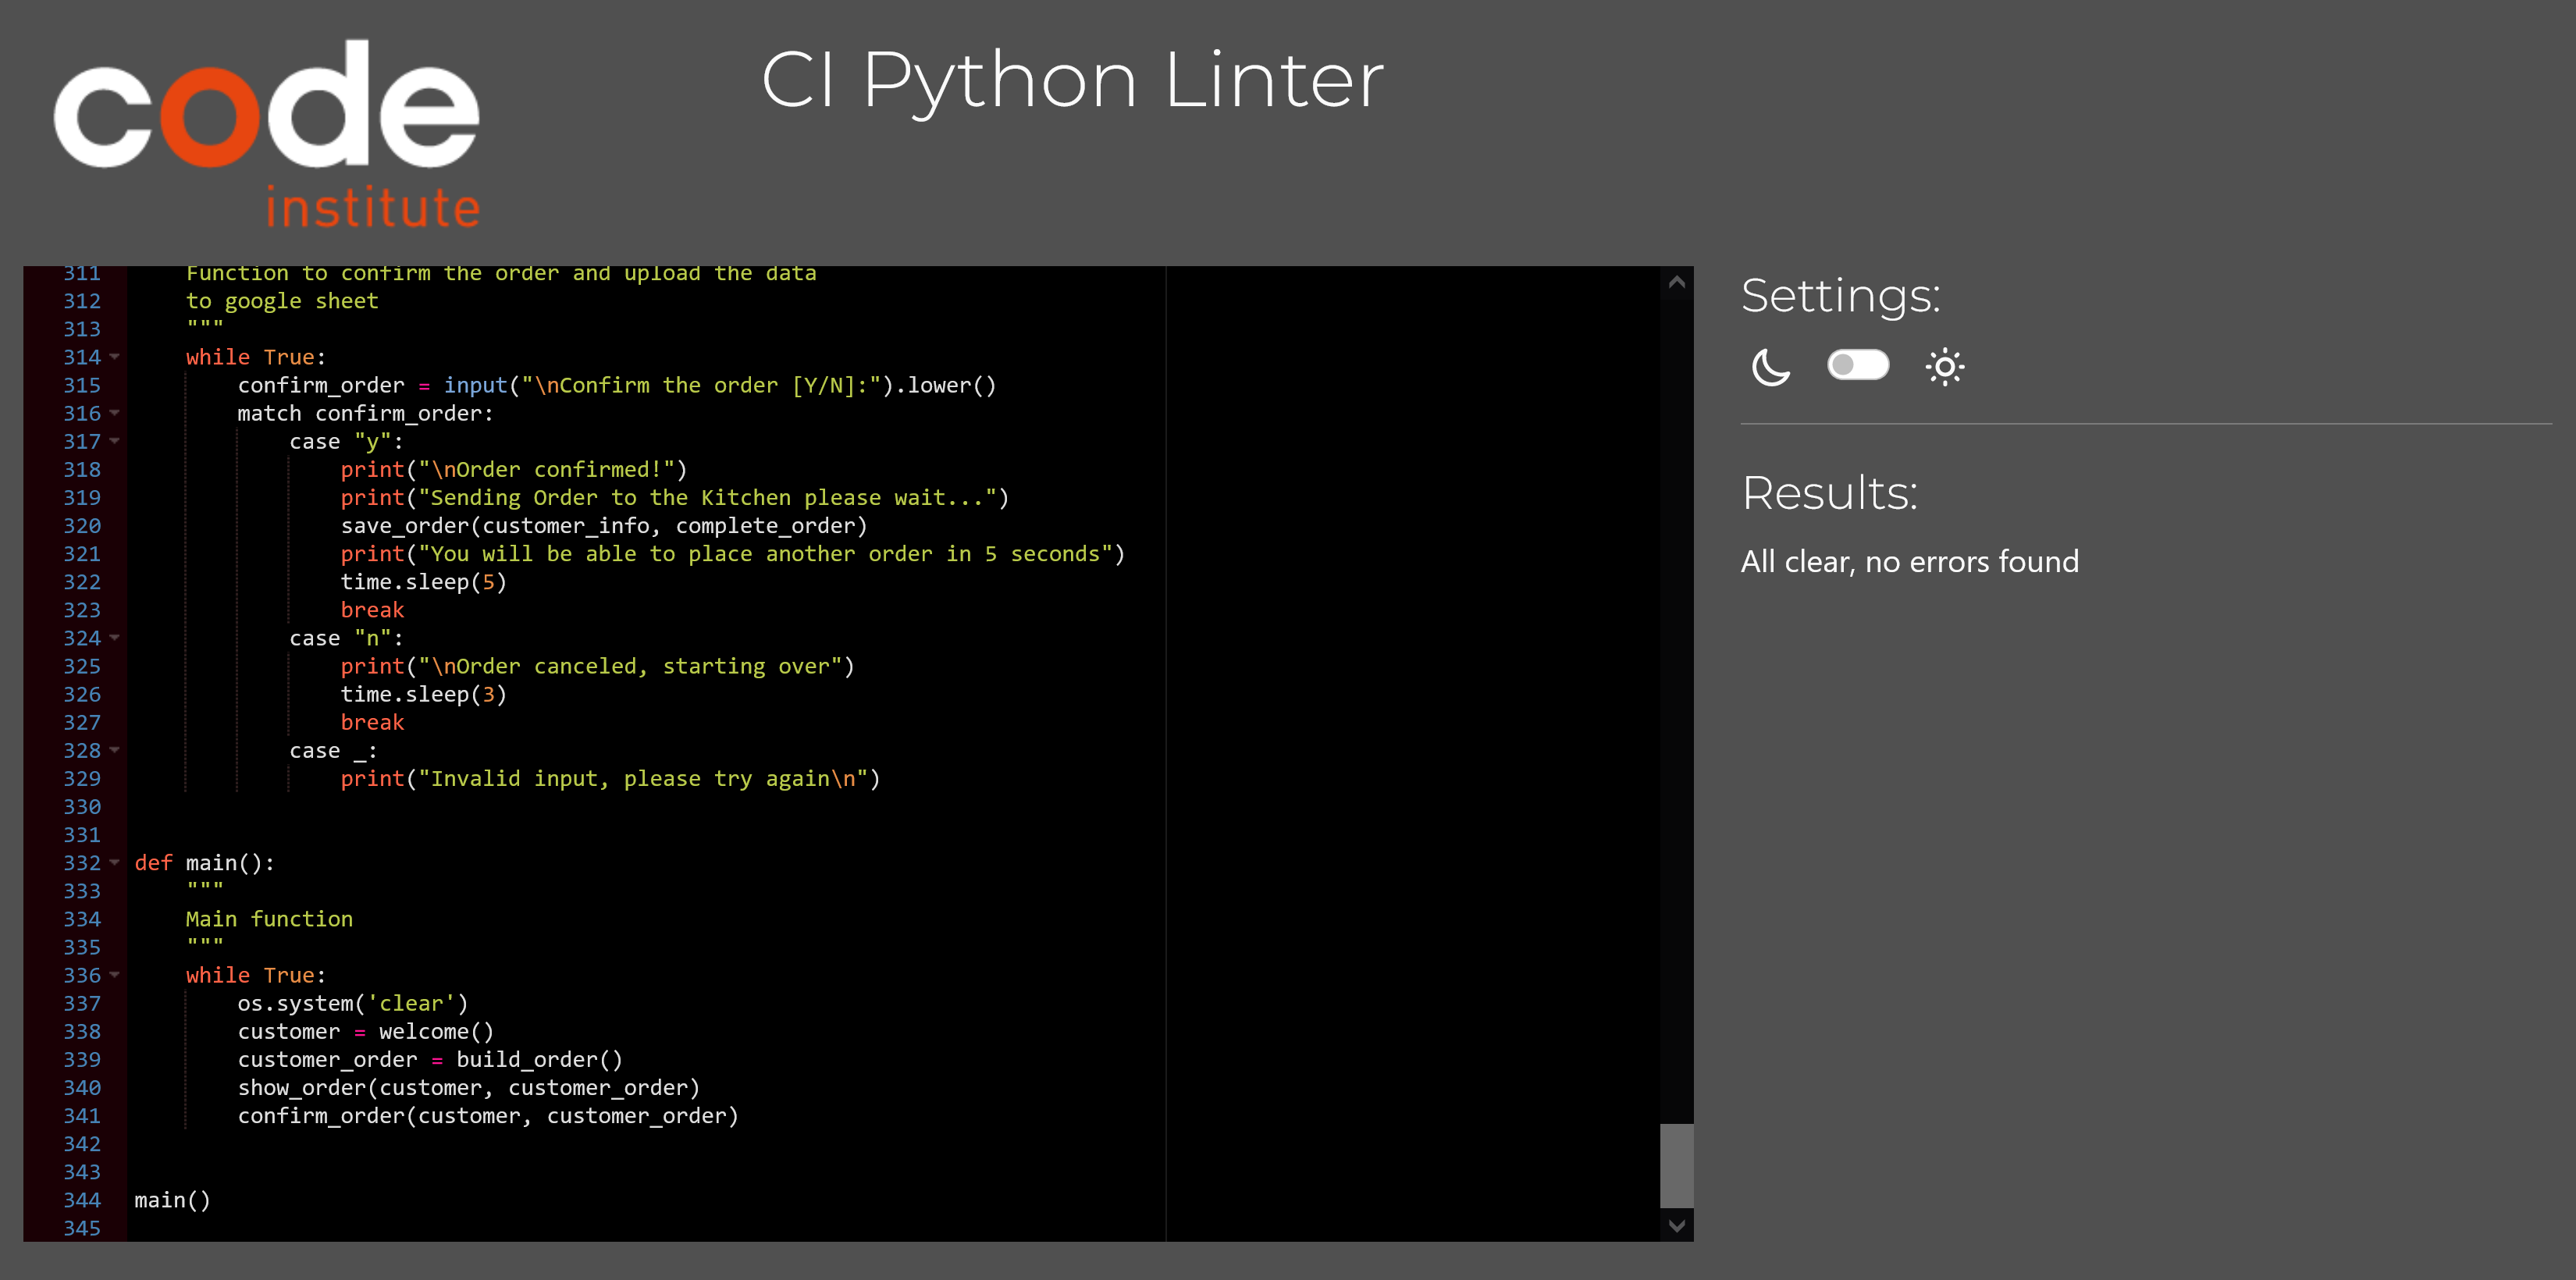 code
institute
CI Python Linter
311 Function to confirm the order and upload the data
312 to google sheet
313 """
314 while True:
315 confirm_order = input("\nConfirm the order [Y/N]:").lower()
316 match confirm_order:
317 case "y":
318 print("\nOrder confirmed!")
319 print("Sending Order to the Kitchen please wait...")
320 save_order(customer_info, complete_order)
321 print("You will be able to place another order in 5 seconds")
322 time.sleep(5)
323 break
324 case "n":
325 print("\nOrder canceled, starting over")
326 time.sleep(3)
327 break
328 case _:
329 print("Invalid input, please try again\n")
330
331
332 def main():
333 """
334 Main function
335 """
336 while True:
337 os.system('clear')
338 customer = welcome()
339 customer_order = build_order()
340 show_order(customer, customer_order)
341 confirm_order(customer, customer_order)
342
343
344 main()
345
Settings:
Results:
All clear, no errors found